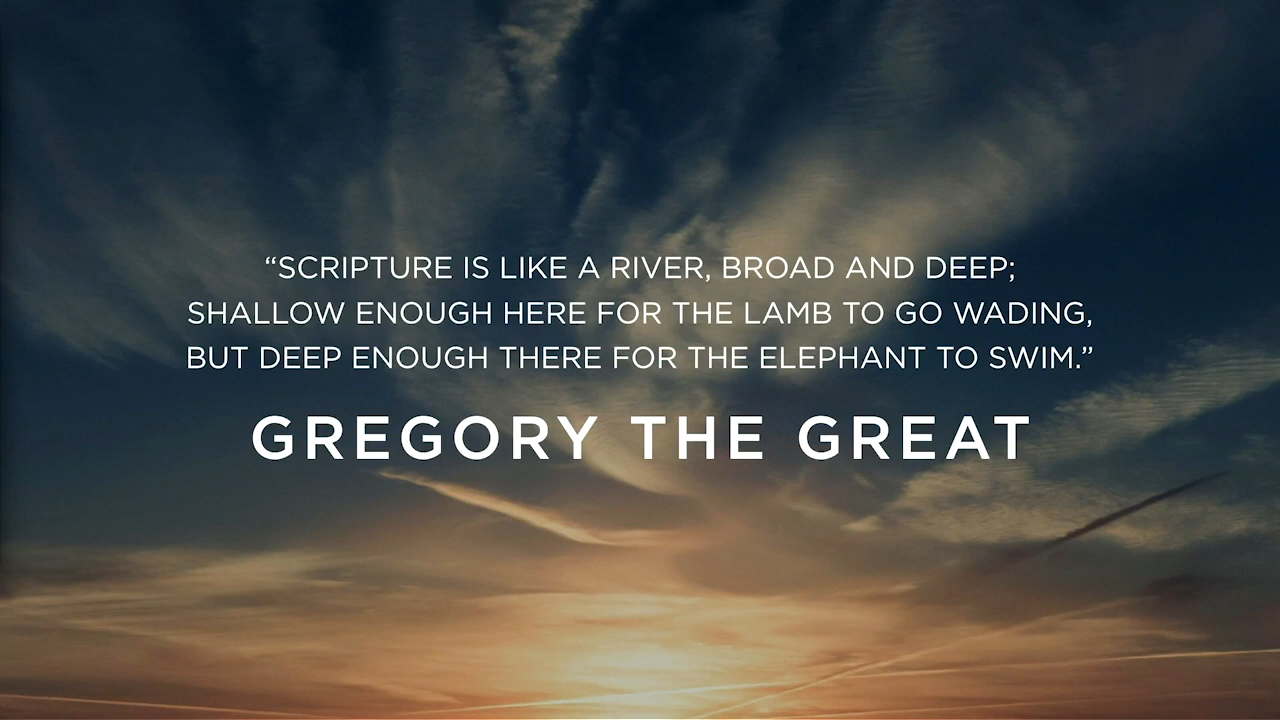 “SCRIPTURE IS LIKE A RIVER, BROAD AND DEEP;
SHALLOW ENOUGH HERE FOR THE LAMB TO GO WADING,
BUT DEEP ENOUGH THERE FOR THE ELEPHANT TO SWIM.”
GREGORY THE GREAT